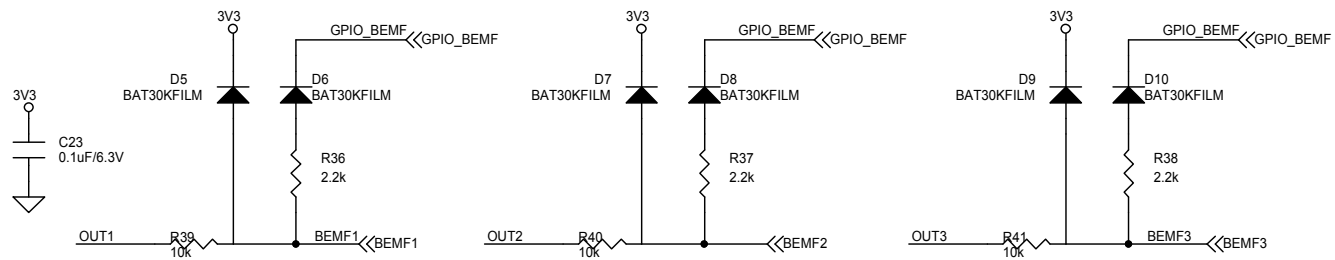 3V3
C23
0.1uF/6.3V
3V3
GPIO_BEMF
GPIO_BEMF
D5
BAT30KFILM
D6
BAT30KFILM
R36
2.2k
OUT1
R39
10k
BEMF1
BEMF1
3V3
GPIO_BEMF
GPIO_BEMF
D7
BAT30KFILM
D8
BAT30KFILM
R37
2.2k
OUT2
R40
10k
BEMF2
3V3
GPIO_BEMF
GPIO_BEMF
D9
BAT30KFILM
D10
BAT30KFILM
R38
2.2k
OUT3
R41
10k
BEMF3
BEMF3